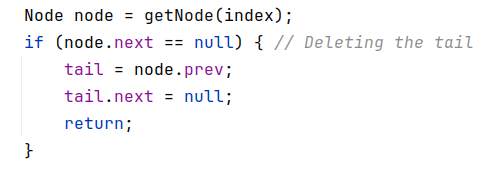 Node node = getNode(index);
if (node.next == null) { // Deleting the tail
    tail = node.prev;
    tail.next = null;
    return;
}